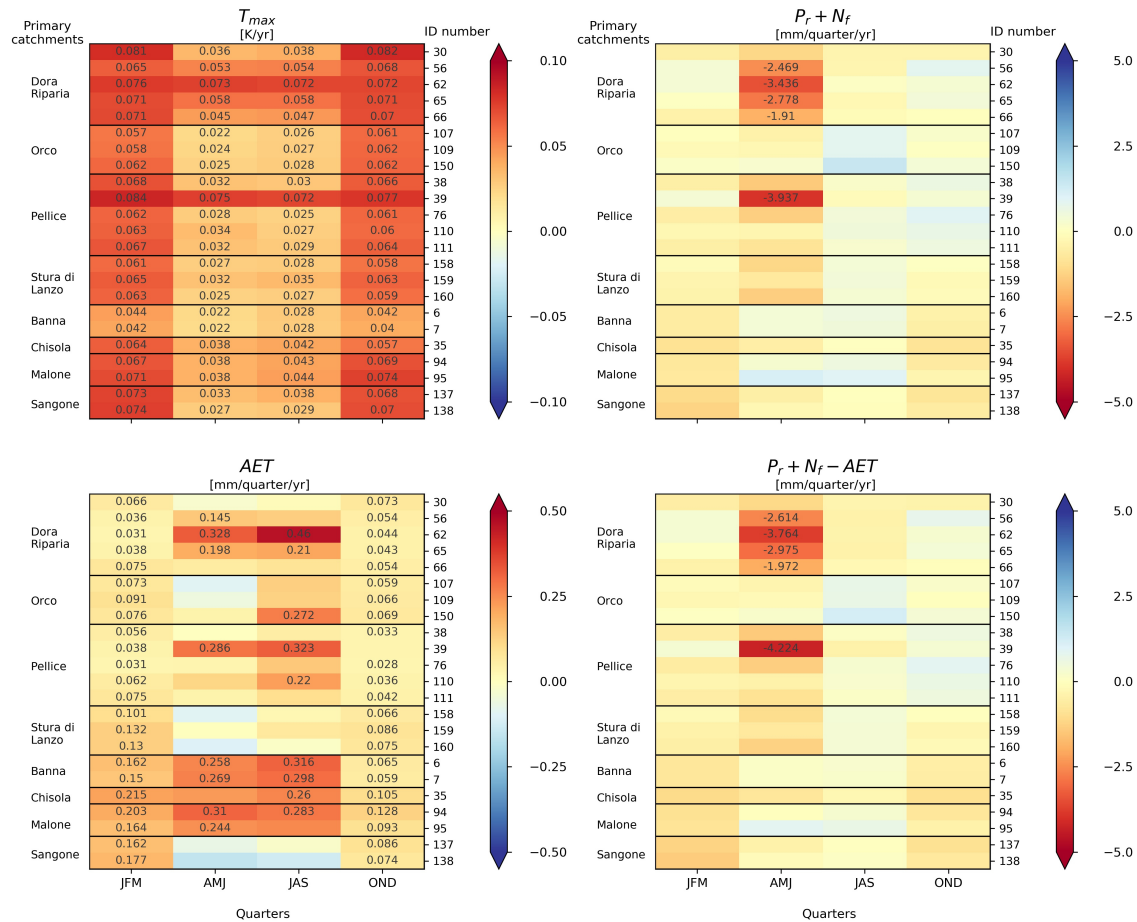 T_max
[K/yr]
Primary
catchments
ID number
0.081 0.036 0.038 0.082 30
0.065 0.053 0.054 0.068 56
Dora
Riparia
0.076 0.073 0.072 0.072 62
0.071 0.058 0.058 0.071 65
0.071 0.045 0.047 0.07 66
0.057 0.022 0.026 0.061 107
Orco
0.058 0.024 0.027 0.062 109
0.062 0.025 0.028 0.062 150
0.068 0.032 0.03 0.066 38
0.084 0.075 0.072 0.077 39
Pellice
0.062 0.028 0.025 0.061 76
0.063 0.034 0.027 0.06 110
0.067 0.032 0.029 0.064 111
0.061 0.027 0.028 0.058 158
Stura di
Lanzo
0.065 0.032 0.035 0.063 159
0.063 0.025 0.027 0.059 160
Banna
0.044 0.022 0.028 0.042 6
0.042 0.022 0.028 0.04 7
Chisola 0.064 0.038 0.042 0.057 35
Malone
0.067 0.038 0.043 0.069 94
0.071 0.038 0.044 0.074 95
Sangone
0.073 0.033 0.038 0.068 137
0.074 0.027 0.029 0.07 138
0.10
0.05
0.00
−0.05
−0.10
P_r + N_f
[mm/quarter/yr]
Primary
catchments
ID number
30
-2.469 56
Dora
Riparia
-3.436 62
-2.778 65
-1.91 66
107
Orco 109
150
38
-3.937 39
Pellice 76
110
111
158
Stura di
Lanzo
159
160
Banna
6
7
Chisola 35
Malone
94
95
Sangone
137
138
5.0
2.5
0.0
−2.5
−5.0
AET
[mm/quarter/yr]
0.066 0.073 30
0.036 0.145 0.054 56
Dora
Riparia
0.031 0.328 0.46 0.044 62
0.038 0.198 0.21 0.043 65
0.075 0.054 66
0.073 0.059 107
Orco 0.091 0.066 109
0.076 0.272 0.069 150
0.056 0.033 38
0.038 0.286 0.323 39
Pellice
0.031 0.028 76
0.062 0.22 0.036 110
0.075 0.042 111
0.101 0.066 158
Stura di
Lanzo
0.132 0.086 159
0.13 0.075 160
Banna
0.162 0.258 0.316 0.065 6
0.15 0.269 0.298 0.059 7
Chisola 0.215 0.26 0.105 35
Malone
0.203 0.31 0.283 0.128 94
0.164 0.244 0.093 95
Sangone
0.162 0.086 137
0.177 0.074 138
JFM AMJ JAS OND
Quarters
0.50
0.25
0.00
−0.25
−0.50
P_r + N_f − AET
[mm/quarter/yr]
30
-2.614 56
Dora
Riparia
-3.764 62
-2.975 65
-1.972 66
107
Orco 109
150
38
-4.224 39
Pellice 76
110
111
158
Stura di
Lanzo
159
160
Banna
6
7
Chisola 35
Malone
94
95
Sangone
137
138
JFM AMJ JAS OND
Quarters
5.0
2.5
0.0
−2.5
−5.0